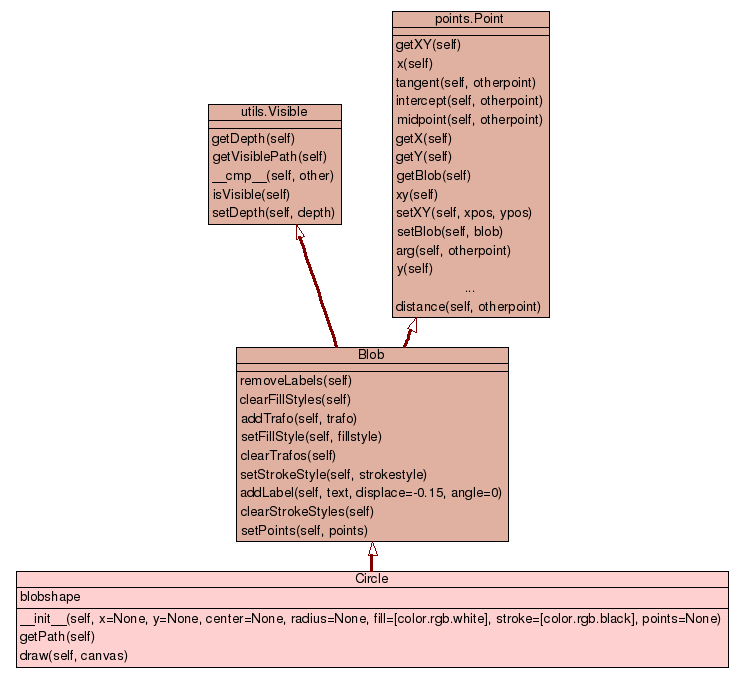 points.Point
getXY(self)
x(self)
tangent(self, otherpoint)
intercept(self, otherpoint)
midpoint(self, otherpoint)
getX(self)
getY(self)
getBlob(self)
xy(self)
setXY(self, xpos, ypos)
setBlob(self, blob)
arg(self, otherpoint)
y(self)
...
distance(self, otherpoint)
utils.Visible
getDepth(self)
getVisiblePath(self)
__cmp__(self, other)
isVisible(self)
setDepth(self, depth)
Blob
removeLabels(self)
clearFillStyles(self)
addTrafo(self, trafo)
setFillStyle(self, fillstyle)
clearTrafos(self)
setStrokeStyle(self, strokestyle)
addLabel(self, text, displace=-0.15, angle=0)
clearStrokeStyles(self)
setPoints(self, points)
Circle
blobshape
__init__(self, x=None, y=None, center=None, radius=None, fill=[color.rgb.white], stroke=[color.rgb.black], points=None)
getPath(self)
draw(self, canvas)